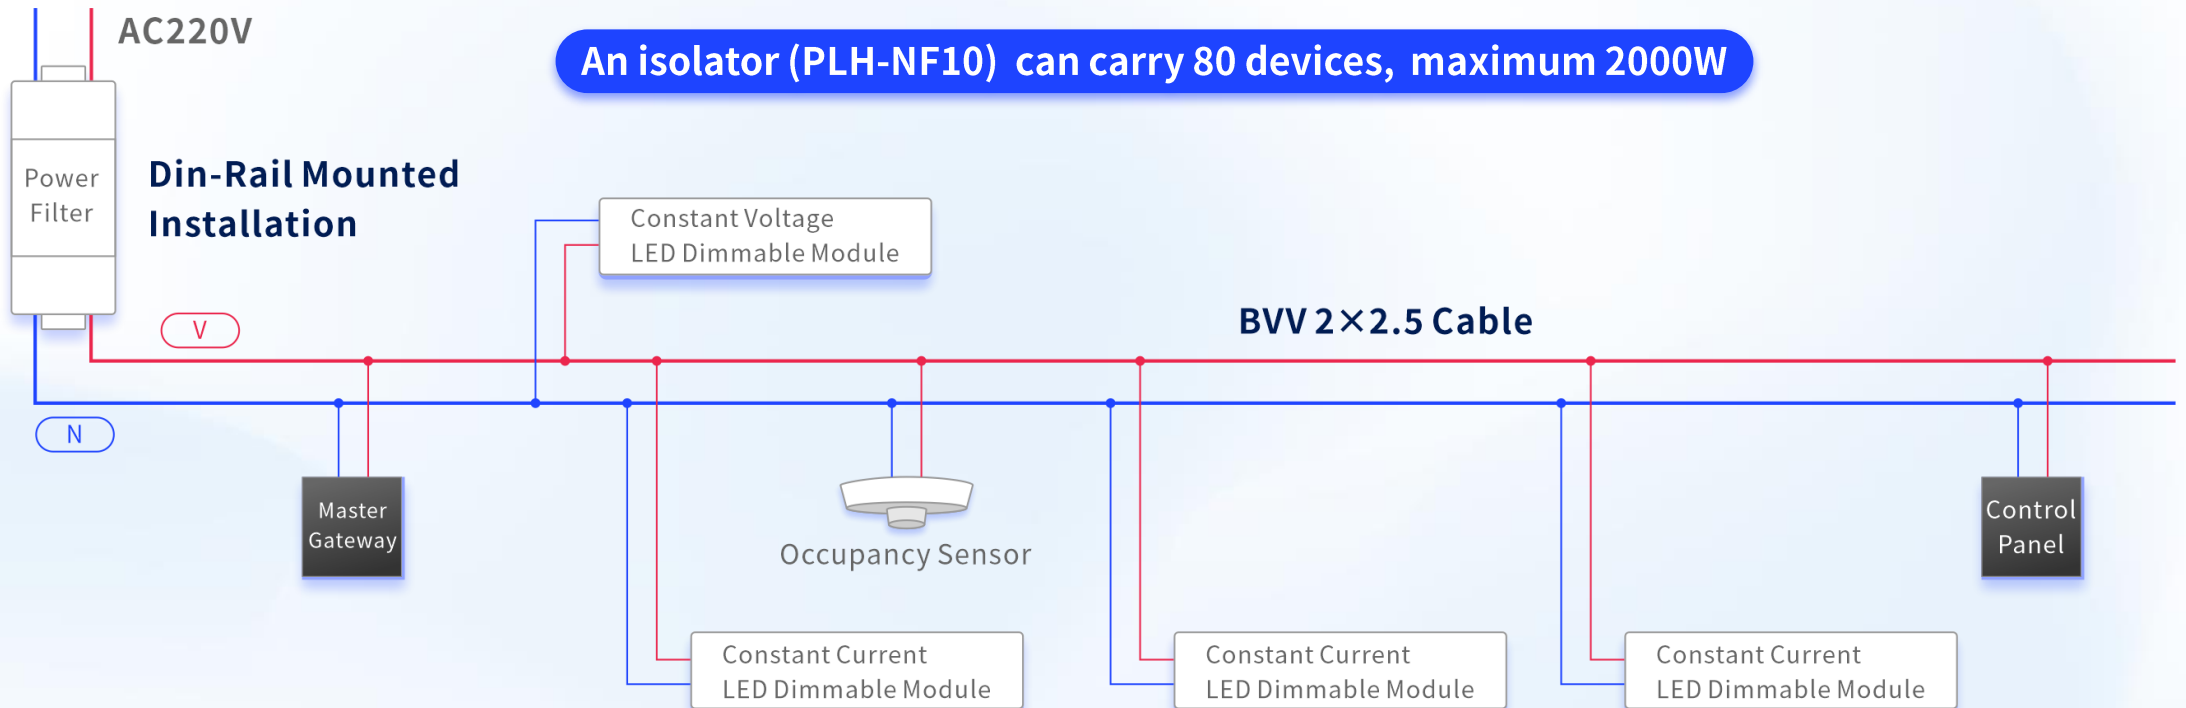 AC220V
An isolator (PLH-NF10) can carry 80 devices, maximum 2000W
Power
Filter
Din-Rail Mounted
Installation
Constant Voltage
LED Dimmable Module
V
BVV 2×2.5 Cable
N
Master
Gateway
Occupancy Sensor
Control
Panel
Constant Current
LED Dimmable Module
Constant Current
LED Dimmable Module
Constant Current
LED Dimmable Module